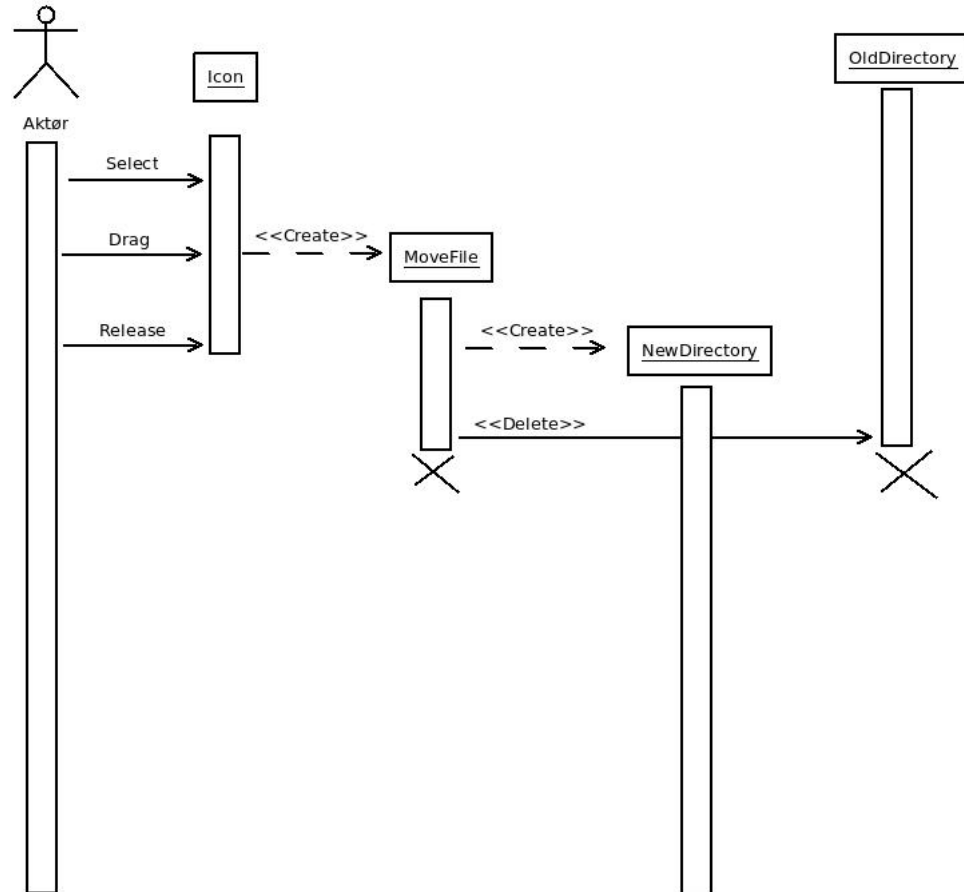 OldDirectory
Icon
Aktør
Select
Drag
<<Create>>
MoveFile
Release
<<Create>>
NewDirectory
<<Delete>>